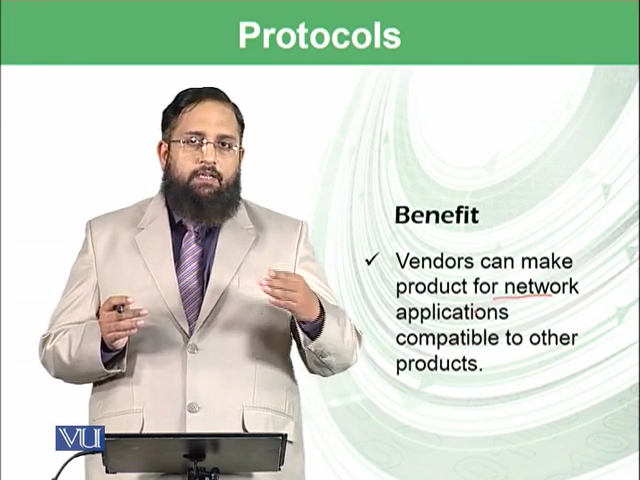 Protocols
Benefit
✓ Vendors can make
product for network
applications
compatible to other
products.
VU